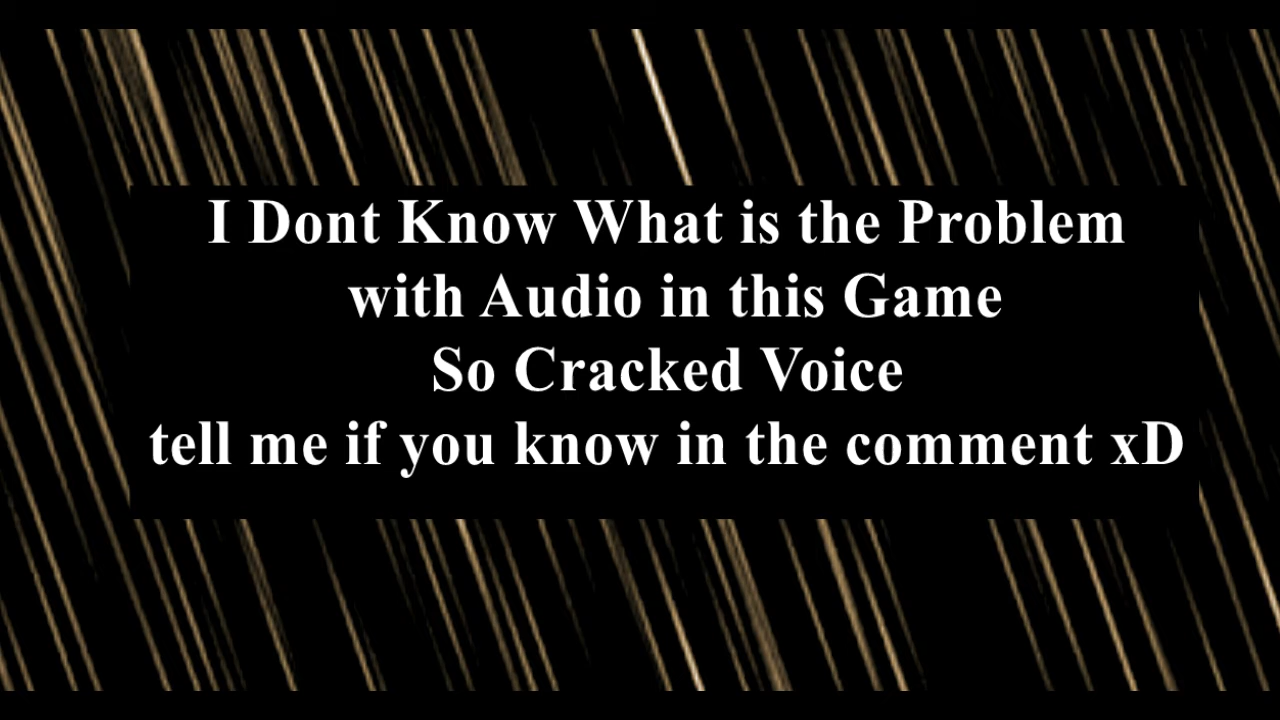 I Dont Know What is the Problem
with Audio in this Game
So Cracked Voice
tell me if you know in the comment xD